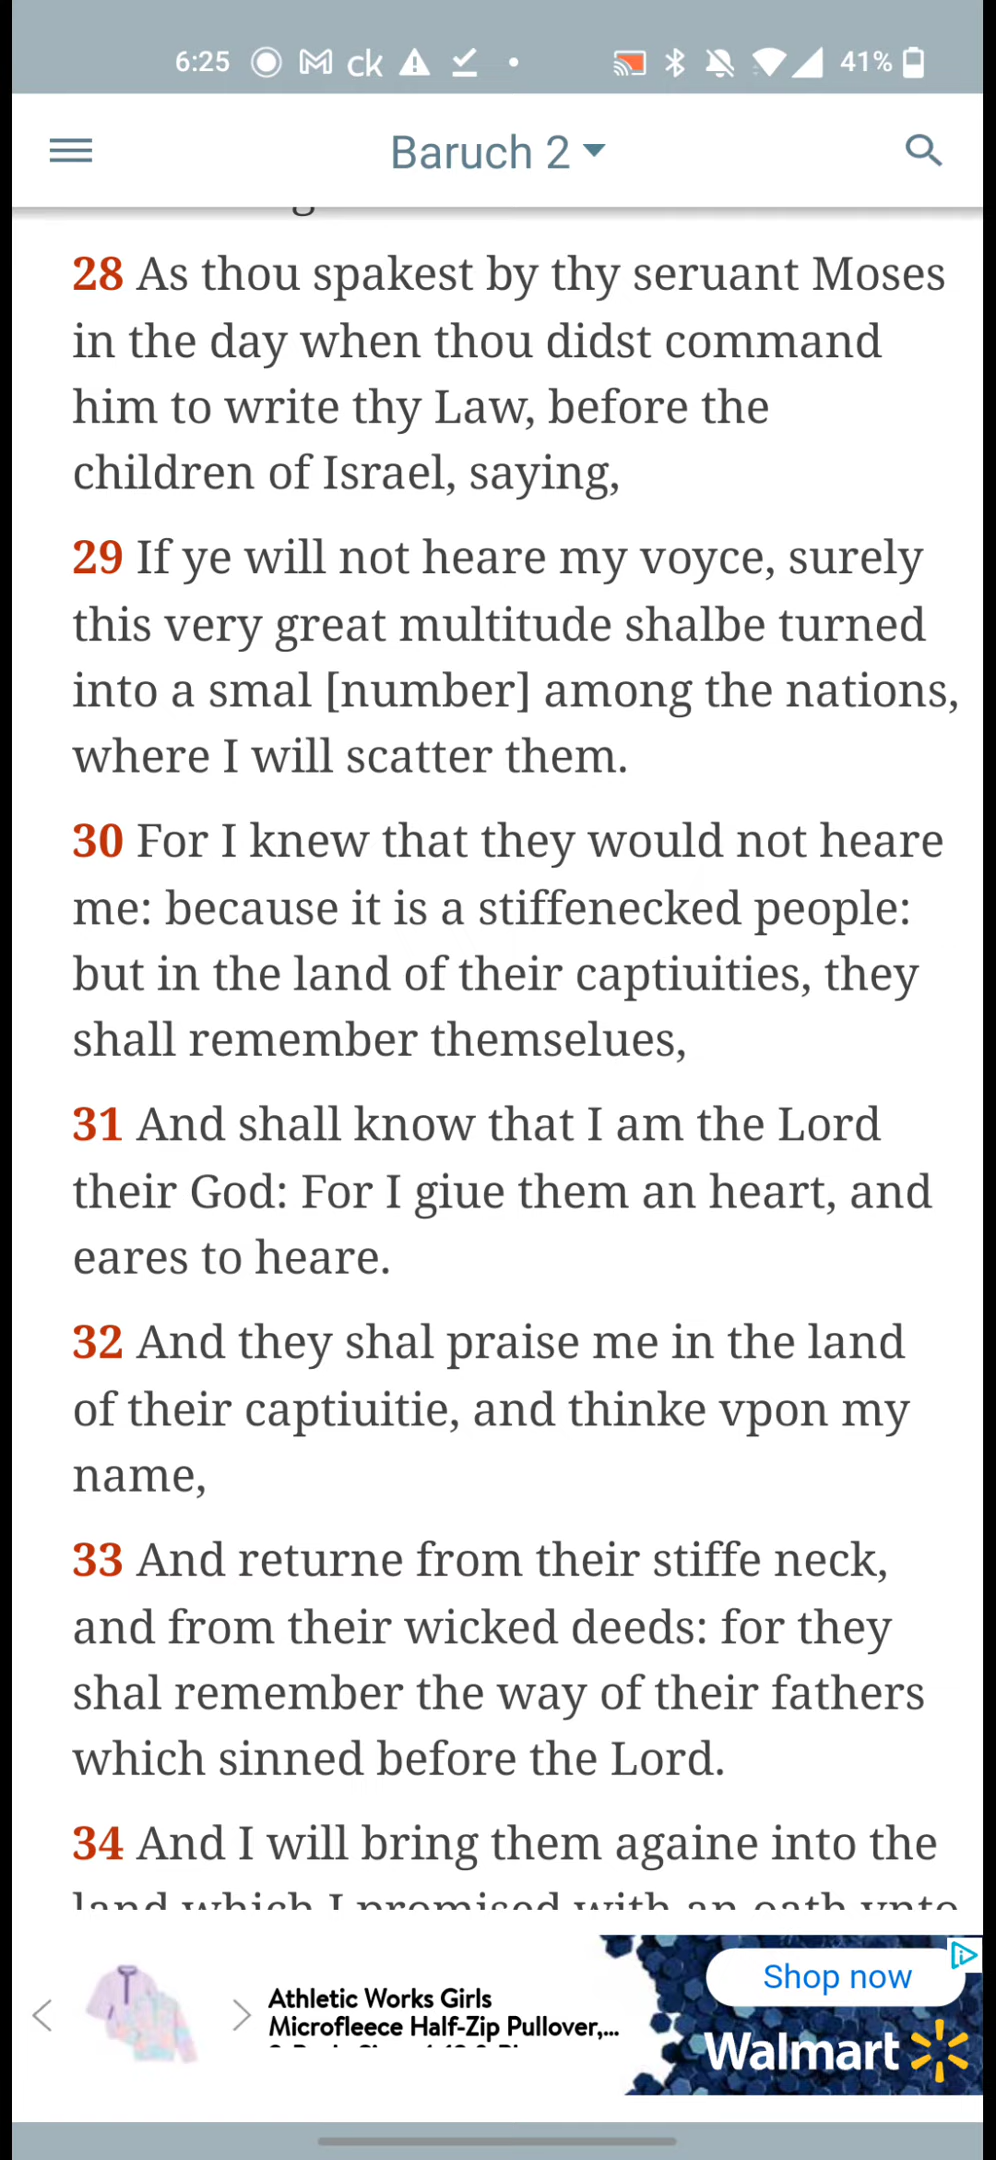 6:25 ck 41%
Baruch 2
28 As thou spakest by thy seruant Moses
in the day when thou didst command
him to write thy Law, before the
children of Israel, saying,
29 If ye will not heare my voyce, surely
this very great multitude shalbe turned
into a smal [number] among the nations,
where I will scatter them.
30 For I knew that they would not heare
me: because it is a stiffenecked people:
but in the land of their captiuities, they
shall remember themselues,
31 And shall know that I am the Lord
their God: For I giue them an heart, and
eares to heare.
32 And they shal praise me in the land
of their captiuitie, and thinke vpon my
name,
33 And returne from their stiffe neck,
and from their wicked deeds: for they
shal remember the way of their fathers
which sinned before the Lord.
34 And I will bring them againe into the
land which I promised with an oath vnto
Athletic Works Girls
Microfleece Half-Zip Pullover,...
Shop now
Walmart